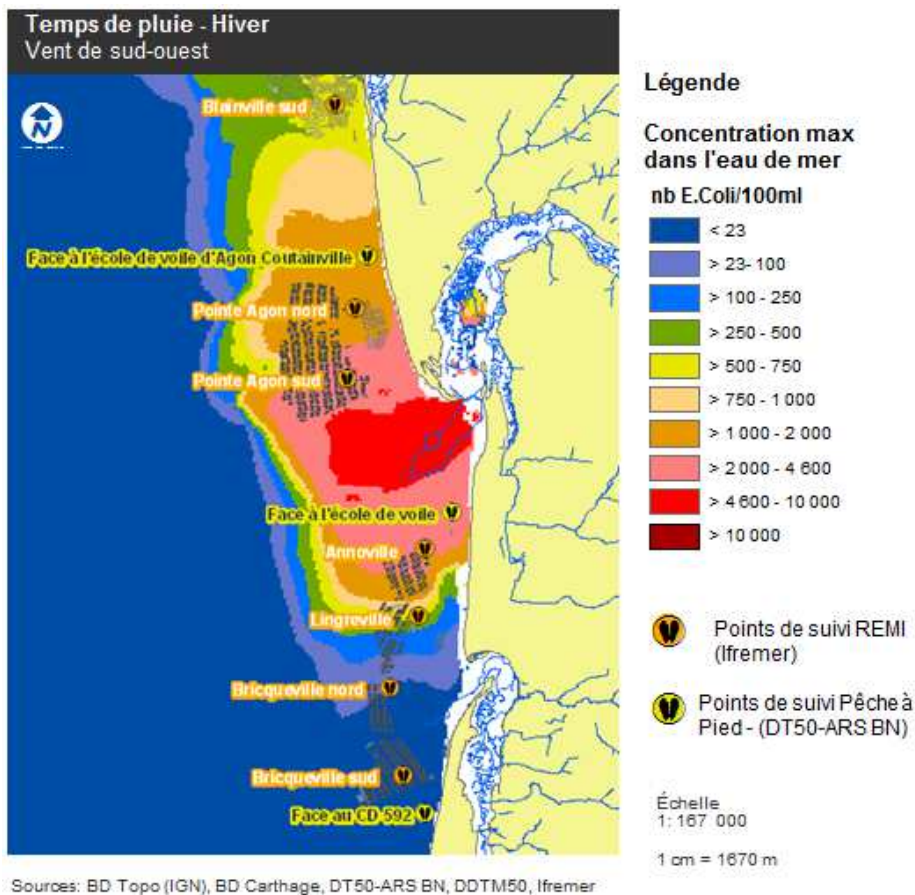 Temps de pluie - Hiver
Vent de sud-ouest
N
Blainville sud
Face à l'école de voile d'Agon Coutainville
Pointe Agon nord
Pointe Agon sud
Face à l'école de voile
Annoville
Lingreville
Bricqueville nord
Bricqueville sud
Face au CD 592
Légende
Concentration max
dans l'eau de mer
nb E.Coli/100ml
< 23
> 23- 100
> 100 - 250
> 250 - 500
> 500 - 750
> 750 - 1 000
> 1 000 - 2 000
> 2 000 - 4 600
> 4 600 - 10 000
> 10 000
Points de suivi REMI
(Ifremer)
Points de suivi Pêche à
Pied - (DT50-ARS BN)
Échelle
1: 167 000
1 cm = 1670 m
Sources: BD Topo (IGN), BD Carthage, DT50-ARS BN, DDTM50, Ifremer